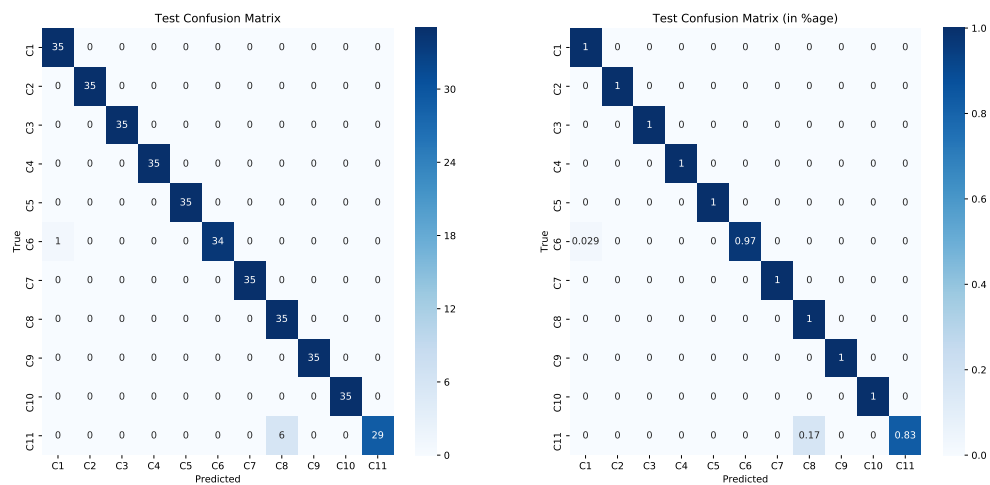 Test Confusion Matrix
C1 35 0 0 0 0 0 0 0 0 0 0
C2 0 35 0 0 0 0 0 0 0 0 0
C3 0 0 35 0 0 0 0 0 0 0 0
C4 0 0 0 35 0 0 0 0 0 0 0
C5 0 0 0 0 35 0 0 0 0 0 0
C6 1 0 0 0 0 34 0 0 0 0 0
C7 0 0 0 0 0 0 35 0 0 0 0
C8 0 0 0 0 0 0 0 35 0 0 0
C9 0 0 0 0 0 0 0 0 35 0 0
C10 0 0 0 0 0 0 0 0 0 35 0
C11 0 0 0 0 0 0 0 6 0 0 29
C1 C2 C3 C4 C5 C6 C7 C8 C9 C10 C11
Predicted
True
30
24
18
12
6
0
Test Confusion Matrix (in %age)
C1 1 0 0 0 0 0 0 0 0 0 0
C2 0 1 0 0 0 0 0 0 0 0 0
C3 0 0 1 0 0 0 0 0 0 0 0
C4 0 0 0 1 0 0 0 0 0 0 0
C5 0 0 0 0 1 0 0 0 0 0 0
C6 0.029 0 0 0 0 0.97 0 0 0 0 0
C7 0 0 0 0 0 0 1 0 0 0 0
C8 0 0 0 0 0 0 0 1 0 0 0
C9 0 0 0 0 0 0 0 0 1 0 0
C10 0 0 0 0 0 0 0 0 0 1 0
C11 0 0 0 0 0 0 0 0.17 0 0 0.83
C1 C2 C3 C4 C5 C6 C7 C8 C9 C10 C11
Predicted
True
1.0
0.8
0.6
0.4
0.2
0.0